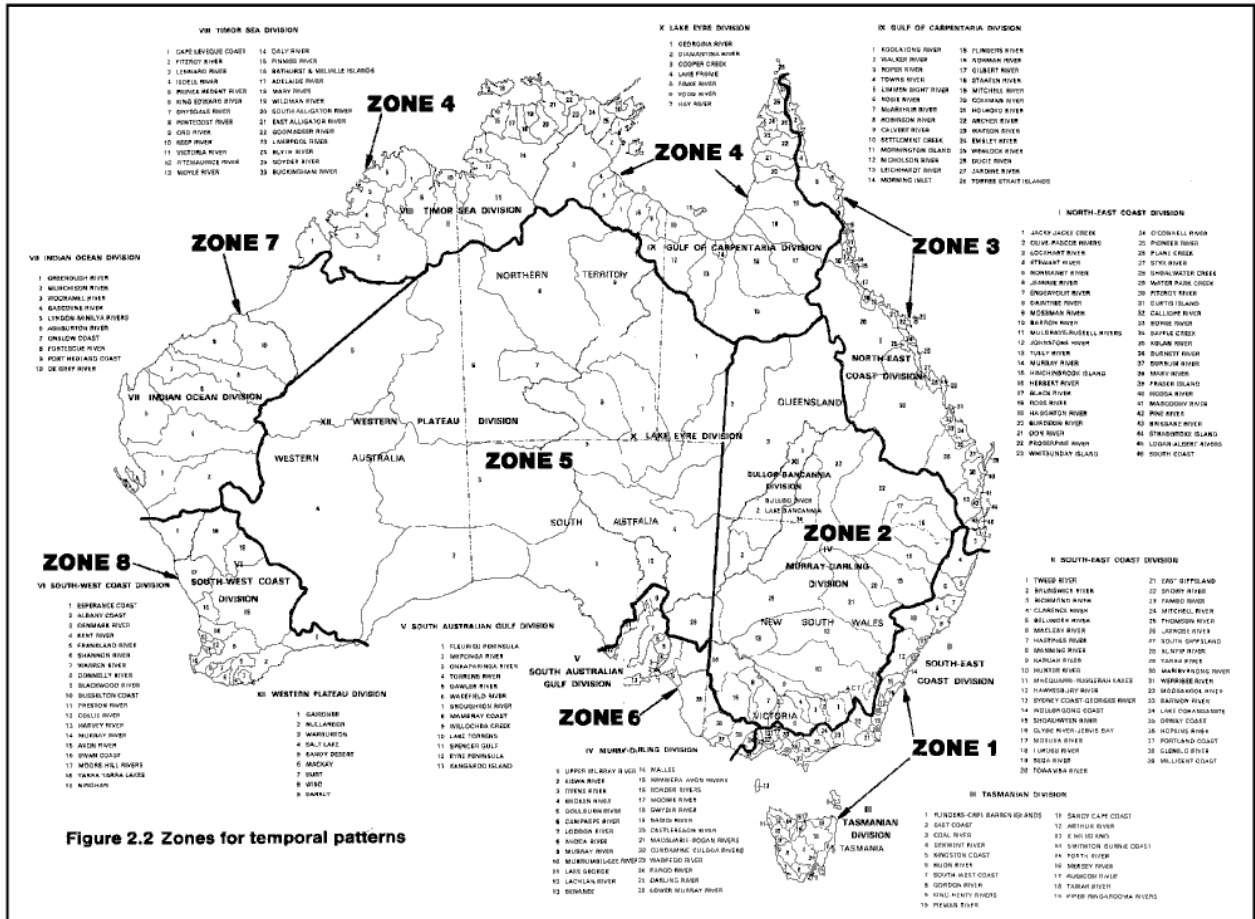 VIII TIMOR SEA DIVISION
1 CAPE LEVEQUE COAST
2 FITZROY RIVER
3 LENNARD RIVER
4 ISDELL RIVER
5 PRINCE REGENT RIVER
6 KING EDWARD RIVER
7 DRYSDALE RIVER
8 PENTECOST RIVER
9 ORD RIVER
10 KEEP RIVER
11 VICTORIA RIVER
12 FITZMAURICE RIVER
13 MOYLE RIVER
14 DALY RIVER
15 FINNISS RIVER
16 BATHURST & MELVILLE ISLANDS
17 ADELAIDE RIVER
18 MARY RIVER
19 WILDMAN RIVER
20 SOUTH ALLIGATOR RIVER
21 EAST ALLIGATOR RIVER
22 GOOMADEER RIVER
23 LIVERPOOL RIVER
24 BLYTH RIVER
25 GOYDER RIVER
26 BUCKINGHAM RIVER
X LAKE EYRE DIVISION
1 GEORGINA RIVER
2 DIAMANTINA RIVER
3 COOPER CREEK
4 LAKE FROME
5 FINKE RIVER
6 TODD RIVER
7 HAY RIVER
IX GULF OF CARPENTARIA DIVISION
1 KOOLATONG RIVER
2 WALKER RIVER
3 ROPER RIVER
4 TOWNS RIVER
5 LIMMEN BIGHT RIVER
6 ROSIE RIVER
7 McARTHUR RIVER
8 ROBINSON RIVER
9 CALVERT RIVER
10 SETTLEMENT CREEK
11 MORNINGTON ISLAND
12 NICHOLSON RIVER
13 LEICHHARDT RIVER
14 MORNING INLET
15 FLINDERS RIVER
16 NORMAN RIVER
17 GILBERT RIVER
18 STAATEN RIVER
19 MITCHELL RIVER
20 COLEMAN RIVER
21 HOLROYD RIVER
22 ARCHER RIVER
23 WATSON RIVER
24 EMBLEY RIVER
25 WENLOCK RIVER
26 DUCIE RIVER
27 JARDINE RIVER
28 TORRES STRAIT ISLANDS
ZONE 4
ZONE 4
ZONE 7
ZONE 3
VIII TIMOR SEA DIVISION
IX GULF OF CARPENTARIA DIVISION
NORTHERN TERRITORY
VII INDIAN OCEAN DIVISION
1 GREENOUGH RIVER
2 MURCHISON RIVER
3 WOORAMEL RIVER
4 GASCOYNE RIVER
5 LYNDON-MINILYA RIVERS
6 ASHBURTON RIVER
7 ONSLOW COAST
8 FORTESCUE RIVER
9 PORT HEDLAND COAST
10 DE GREY RIVER
I NORTH-EAST COAST DIVISION
1 JACKY JACKY CREEK
2 OLIVE-PASCOE RIVERS
3 LOCKHART RIVER
4 STEWART RIVER
5 NORMANBY RIVER
6 JEANNIE RIVER
7 ENDEAVOUR RIVER
8 DAINTREE RIVER
9 MOSSMAN RIVER
10 BARRON RIVER
11 MULGRAVE-RUSSELL RIVERS
12 JOHNSTONE RIVER
13 TULLY RIVER
14 MURRAY RIVER
15 HINCHINBROOK ISLAND
16 HERBERT RIVER
17 BLACK RIVER
18 ROSS RIVER
19 HAUGHTON RIVER
20 BURDEKIN RIVER
21 DON RIVER
22 PROSERPINE RIVER
23 WHITSUNDAY ISLAND
24 O'CONNELL RIVER
25 PIONEER RIVER
26 PLANE CREEK
27 STYX RIVER
28 SHOALWATER CREEK
29 WATER PARK CREEK
30 FITZROY RIVER
31 CURTIS ISLAND
32 CALLIOPE RIVER
33 BOYNE RIVER
34 BAFFLE CREEK
35 KOLAN RIVER
36 BURNETT RIVER
37 BURRUM RIVER
38 MARY RIVER
39 FRASER ISLAND
40 NOOSA RIVER
41 MAROOCHY RIVER
42 PINE RIVER
43 BRISBANE RIVER
44 STRADBROKE ISLAND
45 LOGAN-ALBERT RIVERS
46 SOUTH COAST
I
NORTH-EAST
COAST DIVISION
QUEENSLAND
VII INDIAN OCEAN DIVISION
XII WESTERN PLATEAU DIVISION
X LAKE EYRE DIVISION
WESTERN AUSTRALIA
ZONE 5
XI
BULLOO-BANCANNIA
DIVISION
1 BULLOO RIVER
2 LAKE BANCANNIA
SOUTH AUSTRALIA
ZONE 2
IV
MURRAY-DARLING
DIVISION
NEW SOUTH WALES
ZONE 8
VI
SOUTH-WEST COAST
DIVISION
VI SOUTH-WEST COAST DIVISION
1 ESPERANCE COAST
2 ALBANY COAST
3 DENMARK RIVER
4 KENT RIVER
5 FRANKLAND RIVER
6 SHANNON RIVER
7 WARREN RIVER
8 DONNELLY RIVER
9 BLACKWOOD RIVER
10 BUSSELTON COAST
11 PRESTON RIVER
12 COLLIE RIVER
13 HARVEY RIVER
14 MURRAY RIVER
15 AVON RIVER
16 SWAN COAST
17 MOORE-HILL RIVERS
18 YARRA YARRA LAKES
19 NINGHAN
XII WESTERN PLATEAU DIVISION
1 GAIRDNER
2 NULLARBOR
3 WARBURTON
4 SALT LAKE
5 SANDY DESERT
6 MACKAY
7 BURT
8 WISO
9 BARKLY
V SOUTH AUSTRALIAN GULF DIVISION
1 FLEURIEU PENINSULA
2 MYPONGA RIVER
3 ONKAPARINGA RIVER
4 TORRENS RIVER
5 GAWLER RIVER
6 WAKEFIELD RIVER
7 BROUGHTON RIVER
8 MAMBRAY COAST
9 WILLOCHRA CREEK
10 LAKE TORRENS
11 SPENCER GULF
12 EYRE PENINSULA
13 KANGAROO ISLAND
V
SOUTH AUSTRALIAN
GULF DIVISION
ZONE 6
VICTORIA
ACT
II
SOUTH-EAST
COAST DIVISION
ZONE 1
II SOUTH-EAST COAST DIVISION
1 TWEED RIVER
2 BRUNSWICK RIVER
3 RICHMOND RIVER
4 CLARENCE RIVER
5 BELLINGER RIVER
6 MACLEAY RIVER
7 HASTINGS RIVER
8 MANNING RIVER
9 KARUAH RIVER
10 HUNTER RIVER
11 MACQUARIE-TUGGERAH LAKES
12 HAWKESBURY RIVER
13 SYDNEY COAST-GEORGES RIVER
14 WOLLONGONG COAST
15 SHOALHAVEN RIVER
16 CLYDE RIVER-JERVIS BAY
17 MORUYA RIVER
18 TUROSS RIVER
19 BEGA RIVER
20 TOWAMBA RIVER
21 EAST GIPPSLAND
22 SNOWY RIVER
23 TAMBO RIVER
24 MITCHELL RIVER
25 THOMSON RIVER
26 LATROBE RIVER
27 SOUTH GIPPSLAND
28 BUNYIP RIVER
29 YARRA RIVER
30 MARIBYRNONG RIVER
31 WERRIBEE RIVER
32 MOORABOOL RIVER
33 BARWON RIVER
34 LAKE CORANGAMITE
35 OTWAY COAST
36 HOPKINS RIVER
37 PORTLAND COAST
38 GLENELG RIVER
39 MILLICENT COAST
IV MURRAY-DARLING DIVISION
1 UPPER MURRAY RIVER
2 KIEWA RIVER
3 OVENS RIVER
4 BROKEN RIVER
5 GOULBURN RIVER
6 CAMPASPE RIVER
7 LODDON RIVER
8 AVOCA RIVER
9 MURRAY RIVER
10 MURRUMBIDGEE RIVER
11 LAKE GEORGE
12 LACHLAN RIVER
13 BENANEE
14 MALLEE
15 WIMMERA-AVON RIVERS
16 BORDER RIVERS
17 MOONIE RIVER
18 GWYDIR RIVER
19 NAMOI RIVER
20 CASTLEREAGH RIVER
21 MACQUARIE-BOGAN RIVERS
22 CONDAMINE-CULGOA RIVERS
23 WARREGO RIVER
24 PAROO RIVER
25 DARLING RIVER
26 LOWER MURRAY RIVER
III
TASMANIAN
DIVISION
TASMANIA
III TASMANIAN DIVISION
1 FLINDERS-CAPE BARREN ISLANDS
2 EAST COAST
3 COAL RIVER
4 DERWENT RIVER
5 KINGSTON COAST
6 HUON RIVER
7 SOUTH-WEST COAST
8 GORDON RIVER
9 KING-HENTY RIVERS
10 PIEMAN RIVER
11 SANDY CAPE COAST
12 ARTHUR RIVER
13 KING ISLAND
14 SMITHTON-BURNIE COAST
15 FORTH RIVER
16 MERSEY RIVER
17 RUBICON RIVER
18 TAMAR RIVER
19 PIPER-RINGAROOMA RIVERS
Figure 2.2 Zones for temporal patterns